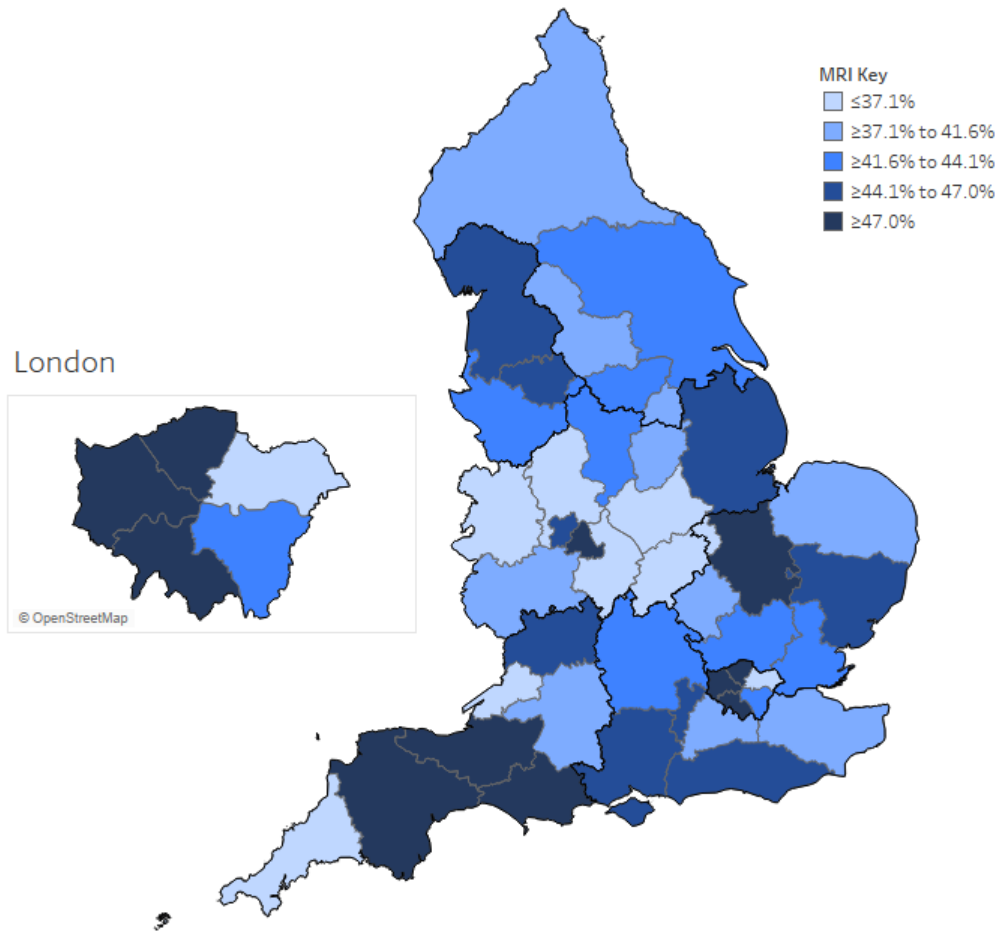 MRI Key
≤37.1%
≥37.1% to 41.6%
≥41.6% to 44.1%
≥44.1% to 47.0%
≥47.0%
London
© OpenStreetMap